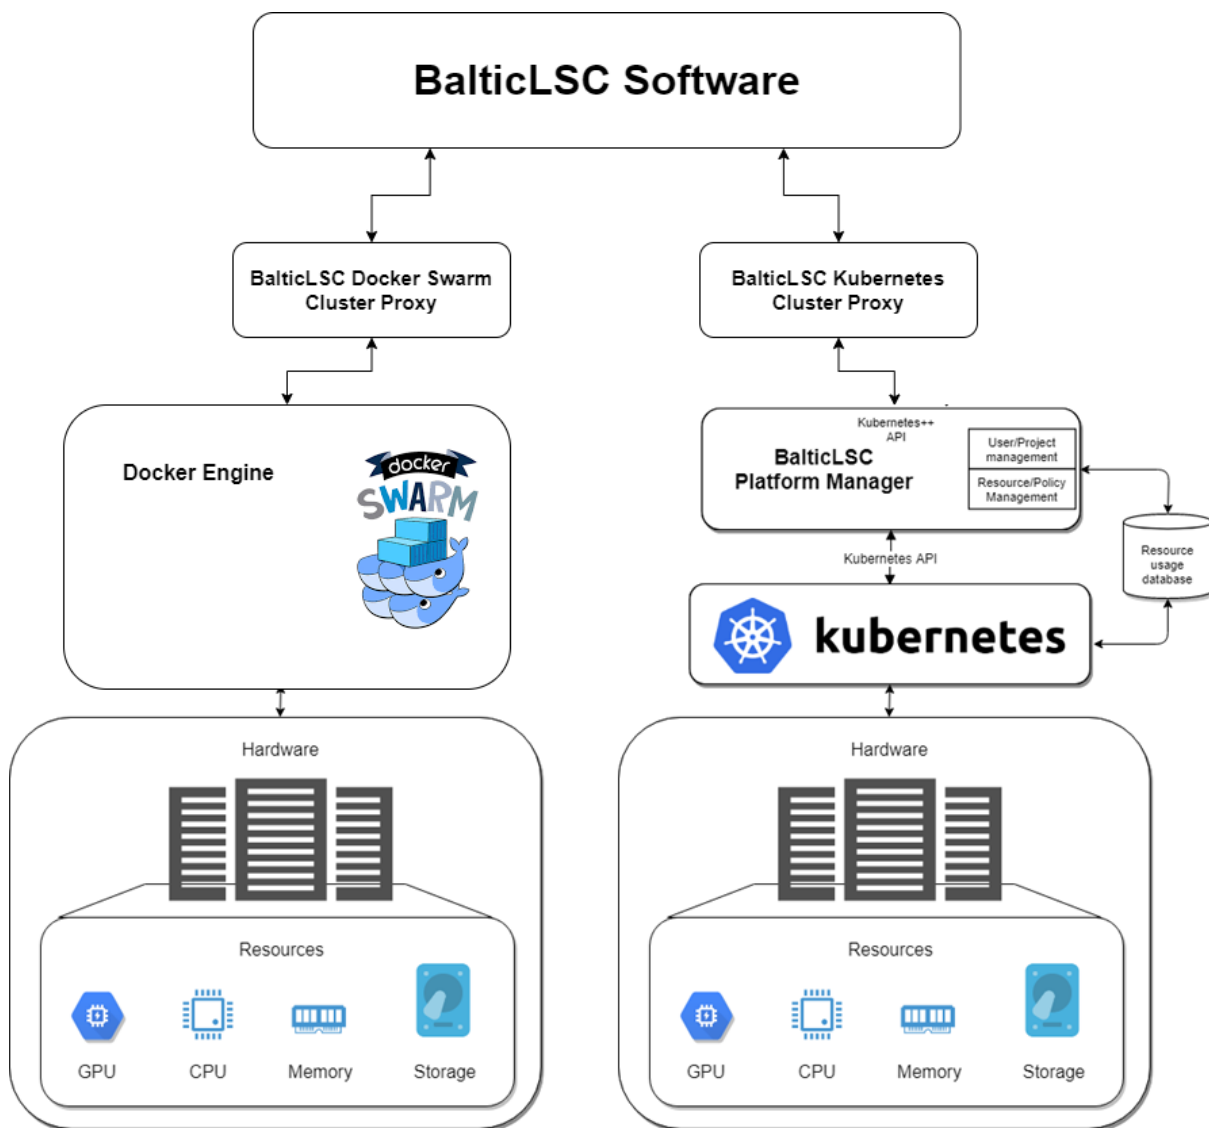 BalticLSC Software
BalticLSC Docker Swarm
Cluster Proxy
BalticLSC Kubernetes
Cluster Proxy
Docker Engine
docker
SWARM
Kubernetes++
API
BalticLSC
Platform Manager
User/Project
management
Resource/Policy
Management
Kubernetes API
Resource
usage
database
kubernetes
Hardware
Resources
GPU
CPU
Memory
Storage
Hardware
Resources
GPU
CPU
Memory
Storage